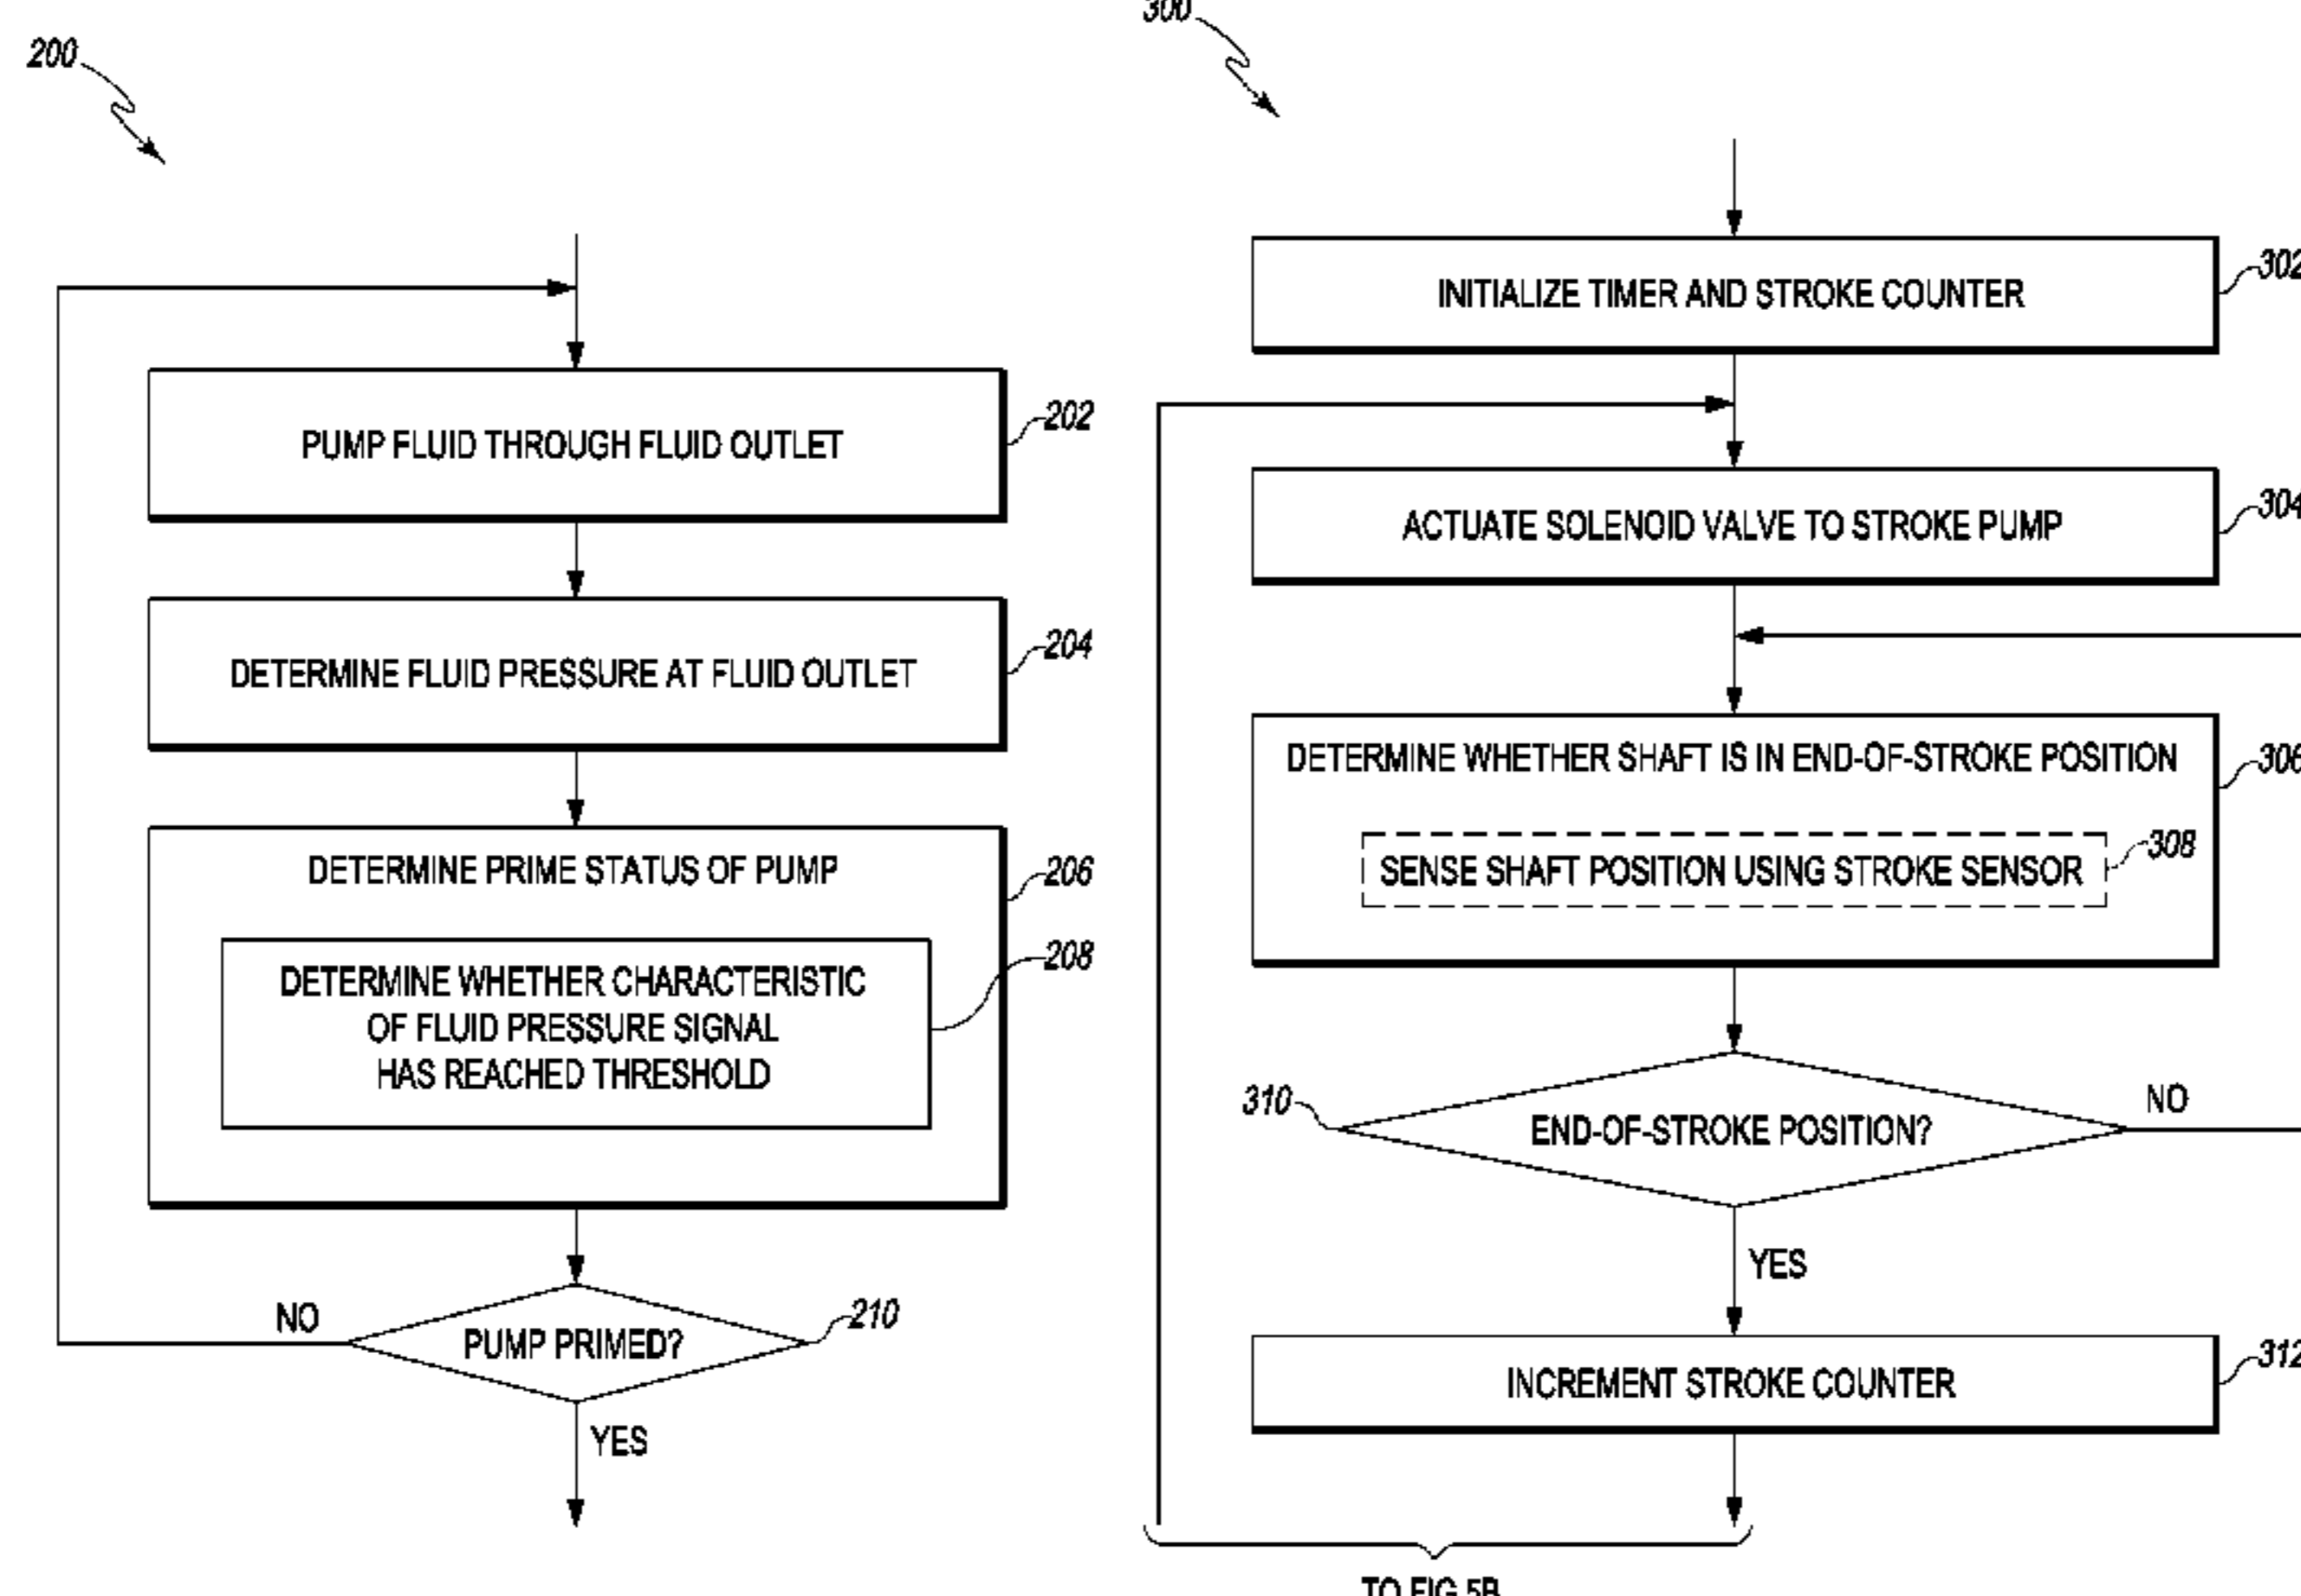 200
PUMP FLUID THROUGH FLUID OUTLET
202
DETERMINE FLUID PRESSURE AT FLUID OUTLET
204
DETERMINE PRIME STATUS OF PUMP
206
DETERMINE WHETHER CHARACTERISTIC
OF FLUID PRESSURE SIGNAL
HAS REACHED THRESHOLD
208
NO
PUMP PRIMED?
210
YES
300
INITIALIZE TIMER AND STROKE COUNTER
302
ACTUATE SOLENOID VALVE TO STROKE PUMP
304
DETERMINE WHETHER SHAFT IS IN END-OF-STROKE POSITION
306
SENSE SHAFT POSITION USING STROKE SENSOR
308
310
END-OF-STROKE POSITION?
NO
YES
INCREMENT STROKE COUNTER
312
TO FIG 5B